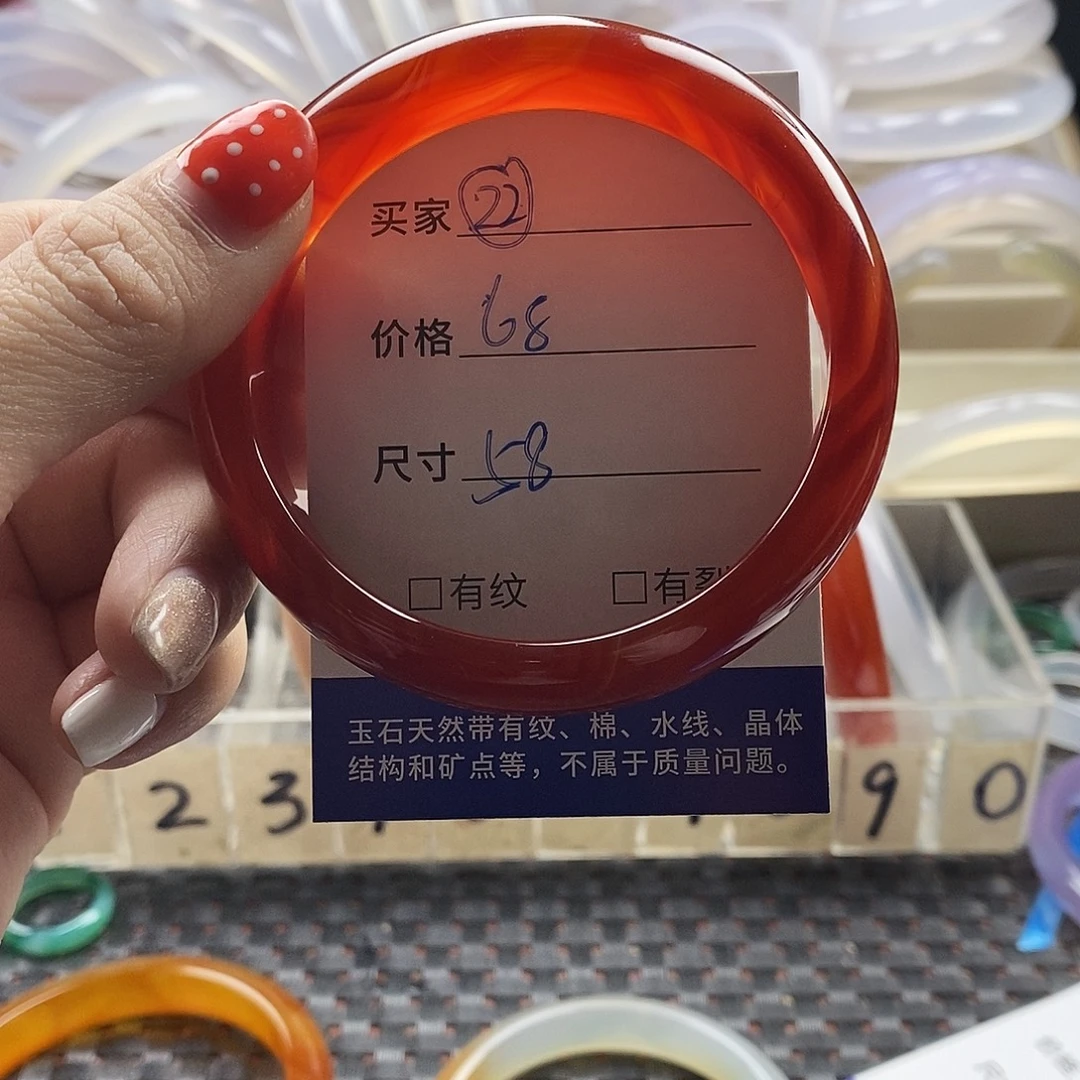 买家 22
价格 68
尺寸 58
□有纹 □有裂
玉石天然带有纹、棉、水线、晶体
结构和矿点等，不属于质量问题。
2 3 9 0